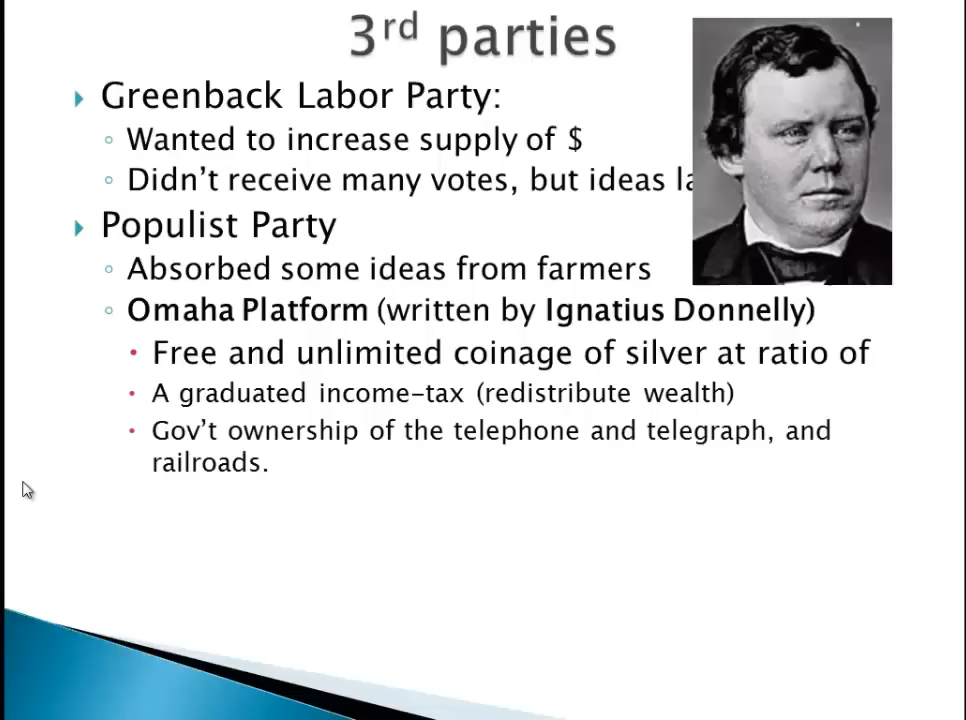 3rd parties
Greenback Labor Party:
Wanted to increase supply of $
Didn't receive many votes, but ideas
Populist Party
Absorbed some ideas from farmers
Omaha Platform (written by Ignatius Donnelly)
Free and unlimited coinage of silver at ratio of
A graduated income-tax (redistribute wealth)
Gov't ownership of the telephone and telegraph, and
railroads.